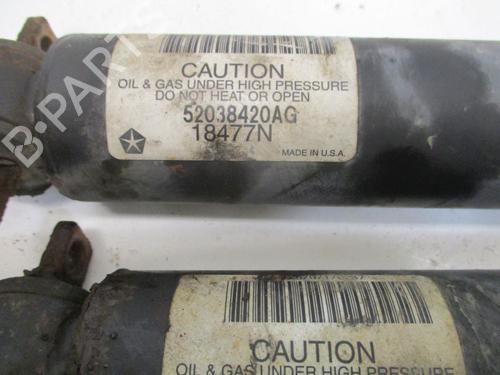 CAUTION
OIL & GAS UNDER HIGH PRESSURE
DO NOT HEAT OR OPEN
52038420AG
18477N
MADE IN U.S.A.
B-PARTS
CAUTION
OIL & GAS UNDER HIGH PRESSURE